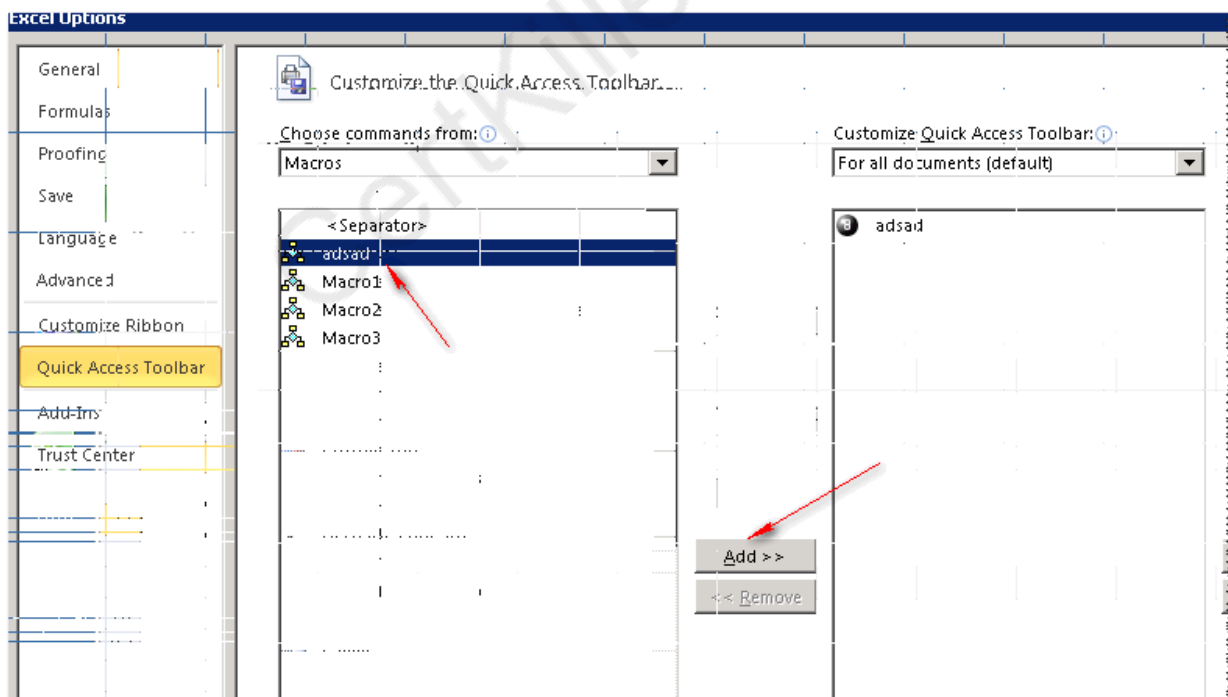 Excel Options
General
Formulas
Proofing
Save
Language
Advanced
Customize Ribbon
Quick Access Toolbar
Add-Ins
Trust Center
Customize the Quick Access Toolbar.
Choose commands from:
Macros
<Separator>
adsad
Macro1
Macro2
Macro3
Add >>
<< Remove
Customize Quick Access Toolbar:
For all documents (default)
adsad